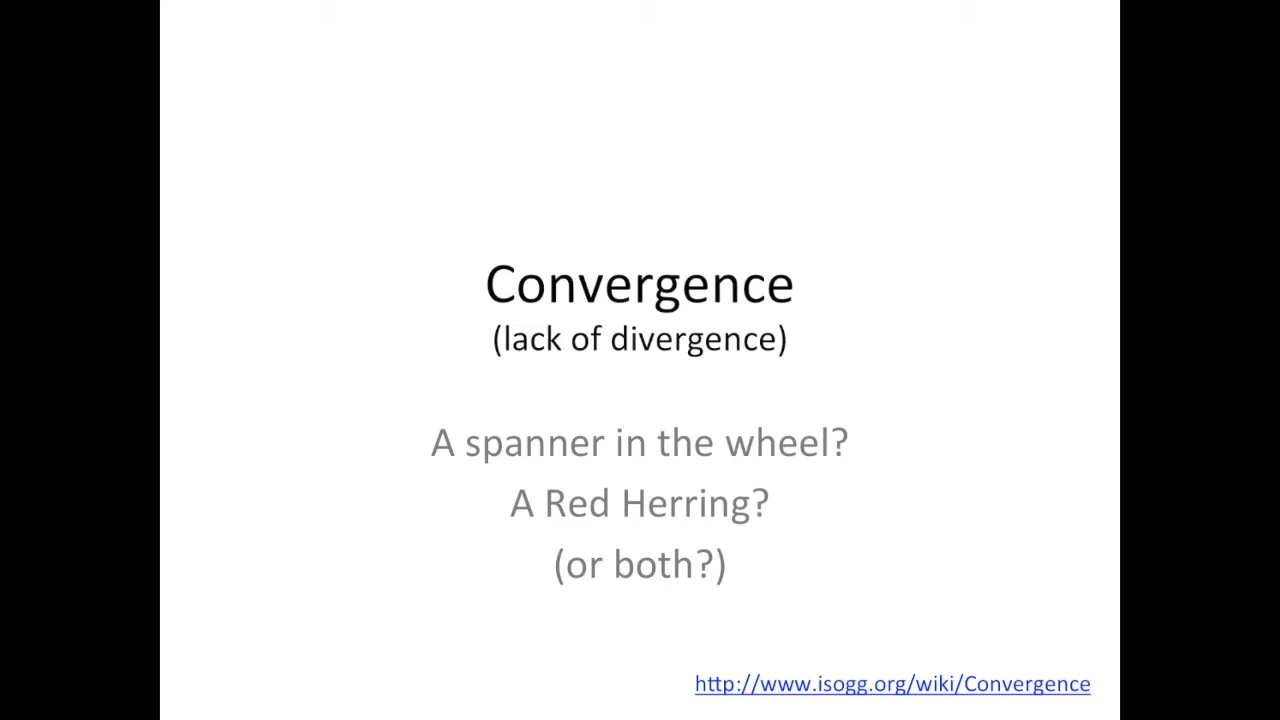 Convergence
(lack of divergence)
A spanner in the wheel?
A Red Herring?
(or both?)
http://www.isogg.org/wiki/Convergence